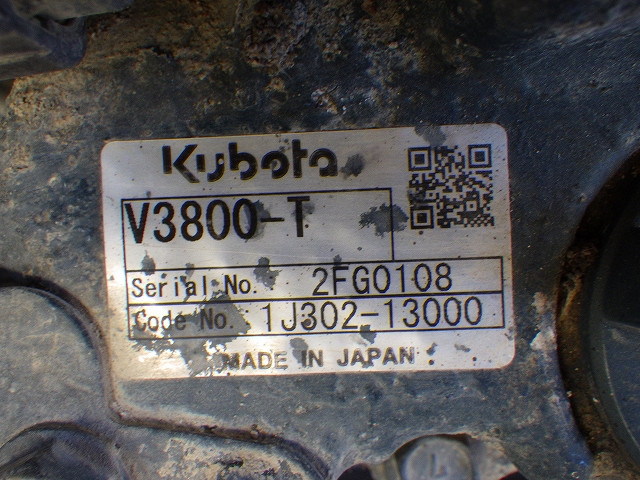 Kubota
V3800-T
Serial No. 2FG0108
Code No. 1J302-13000
MADE IN JAPAN